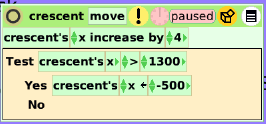 crescent move ! paused
crescent's x increase by 4
Test crescent's x > 1300
Yes crescent's x ← -500
No